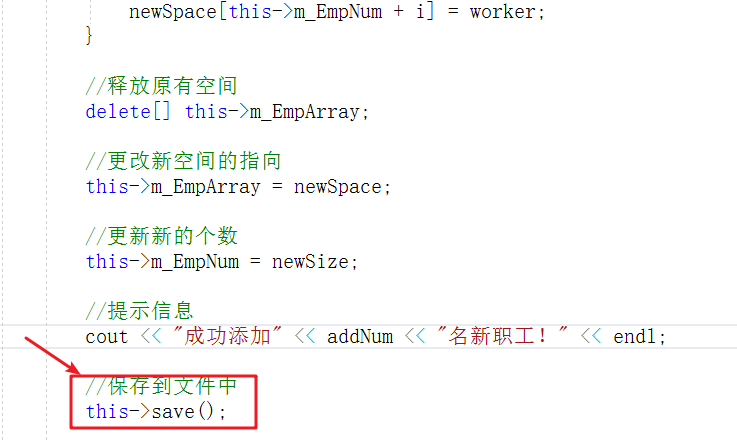 newSpace[this->m_EmpNum + i] = worker;
}
//释放原有空间
delete[] this->m_EmpArray;
//更改新空间的指向
this->m_EmpArray = newSpace;
//更新新的个数
this->m_EmpNum = newSize;
//提示信息
cout << "成功添加" << addNum << "名新职工！" << endl;
//保存到文件中
this->save();